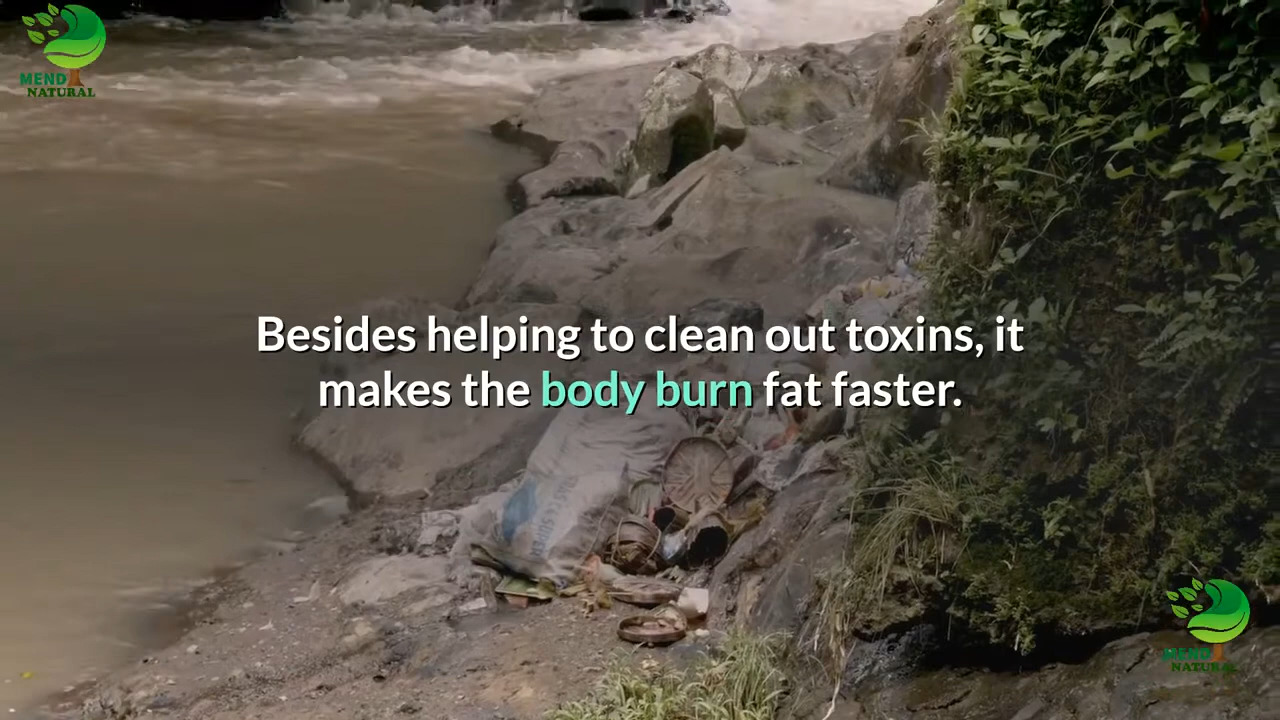 MEND
NATURAL
Besides helping to clean out toxins, it
makes the body burn fat faster.
MEND
NATURAL